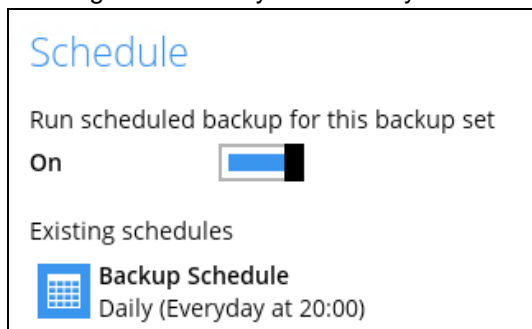 Schedule
Run scheduled backup for this backup set
On
Existing schedules
Backup Schedule
Daily (Everyday at 20:00)